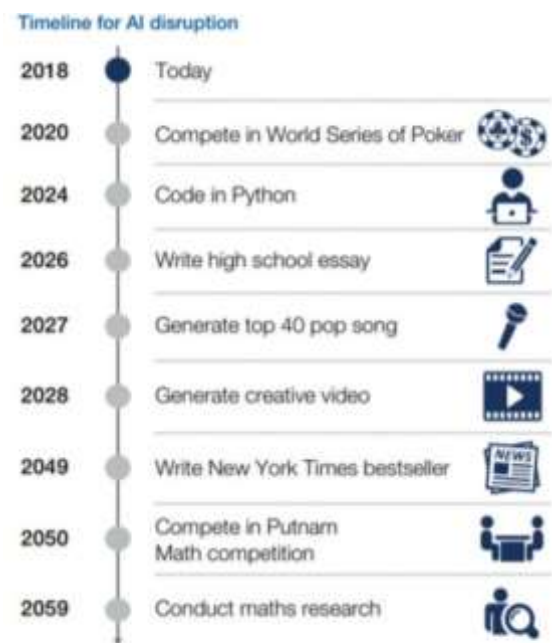 Timeline for AI disruption
2018 Today
2020 Compete in World Series of Poker
2024 Code in Python
2026 Write high school essay
2027 Generate top 40 pop song
2028 Generate creative video
2049 Write New York Times bestseller
NEWS
2050 Compete in Putnam
Math competition
2059 Conduct maths research